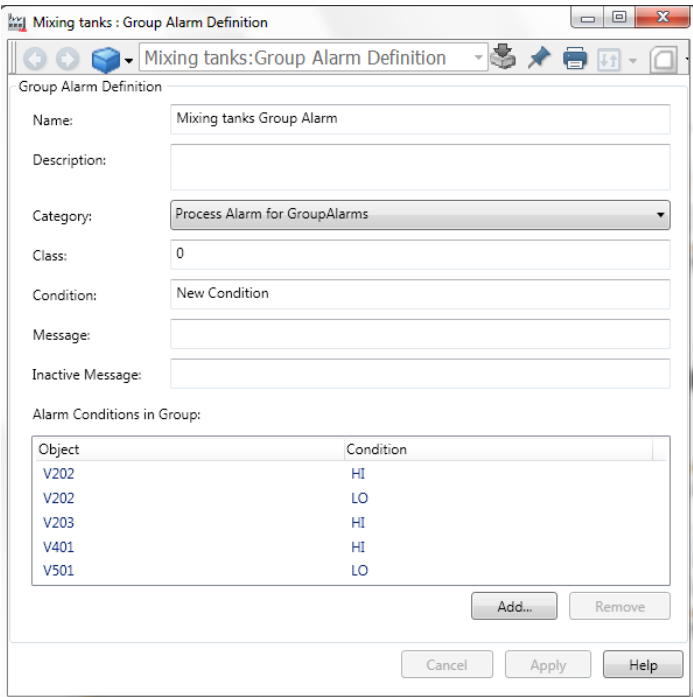 Mixing tanks : Group Alarm Definition
Mixing tanks:Group Alarm Definition
Group Alarm Definition
Name: Mixing tanks Group Alarm
Description:
Category: Process Alarm for GroupAlarms
Class: 0
Condition: New Condition
Message:
Inactive Message:
Alarm Conditions in Group:
Object Condition
V202 HI
V202 LO
V203 HI
V401 HI
V501 LO
Add... Remove
Cancel Apply Help